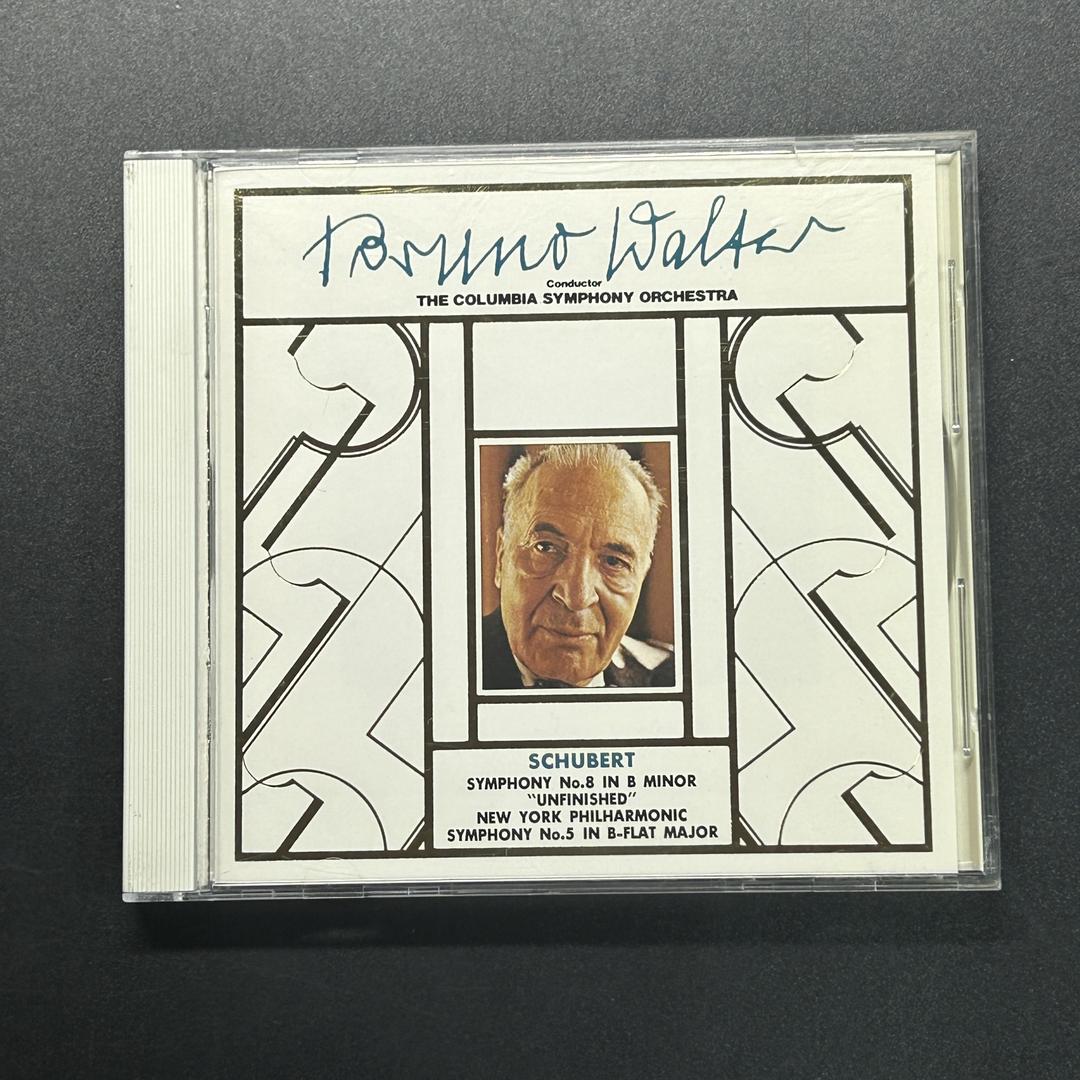 Bruno Walter
Conductor
THE COLUMBIA SYMPHONY ORCHESTRA
SCHUBERT
SYMPHONY No.8 IN B MINOR
"UNFINISHED"
NEW YORK PHILHARMONIC
SYMPHONY No.5 IN B-FLAT MAJOR